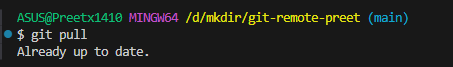 ASUS@Preetx1410 MINGW64 /d/mkdir/git-remote-preet (main)
$ git pull
Already up to date.